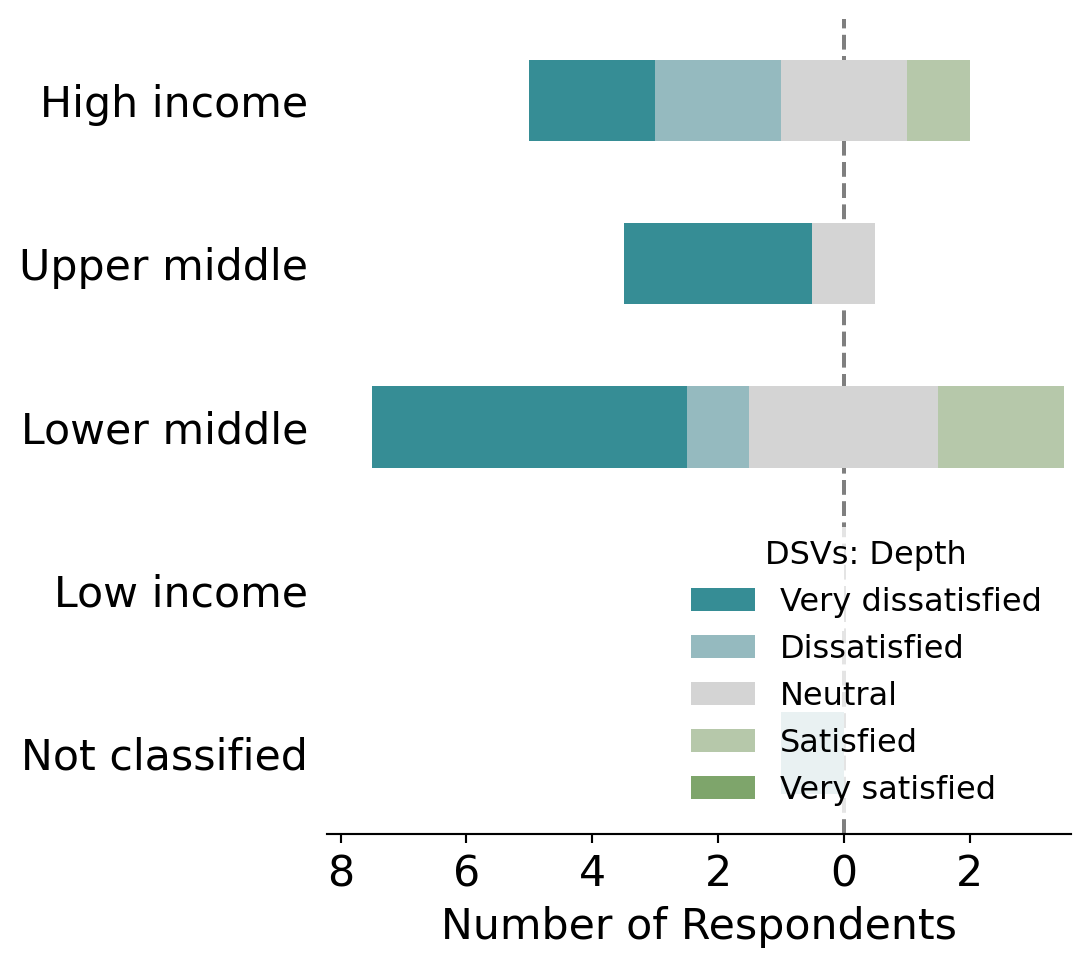 High income
Upper middle
Lower middle
Low income
Not classified
DSVs: Depth
Very dissatisfied
Dissatisfied
Neutral
Satisfied
Very satisfied
8 6 4 2 0 2
Number of Respondents